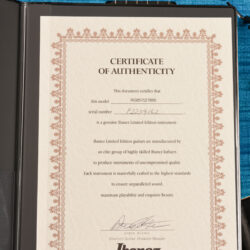 CERTIFICATE
OF AUTHENTICITY
This document certifies that
this model
serial number
is a genuine Ibanez Limited Edition instrument.
Ibanez Limited Edition guitars are manufactured by
an elite group of highly skilled Ibanez luthiers
to produce instruments of uncompromised quality.
Each instrument is masterfully crafted to the highest standards
to ensure unparalleled sound,
maximum playability and exquisite beauty.
Ibanez